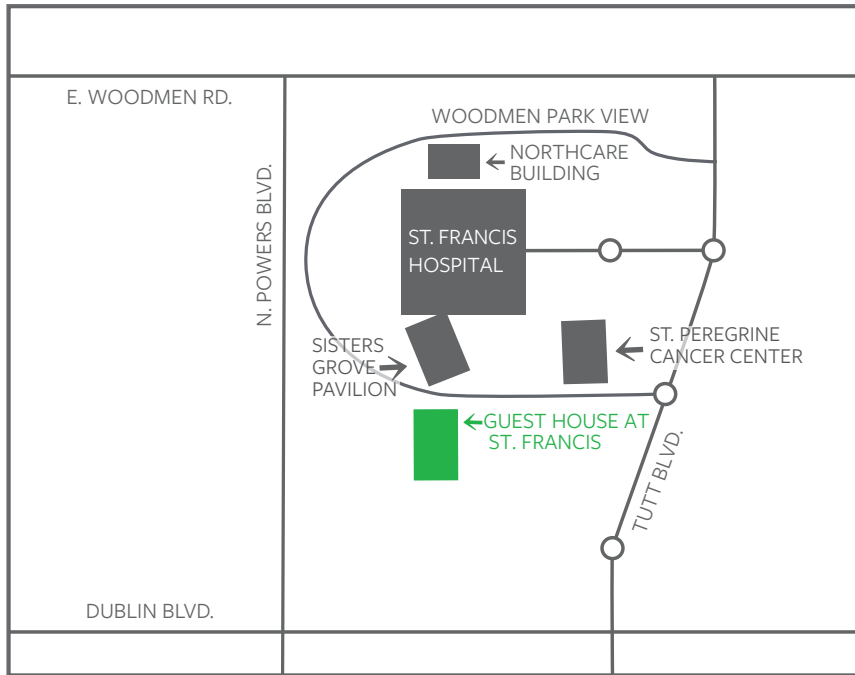 E. WOODMEN RD.
WOODMEN PARK VIEW
NORTHCARE
BUILDING
N. POWERS BLVD.
ST. FRANCIS
HOSPITAL
SISTERS
GROVE
PAVILION
ST. PEREGRINE
CANCER CENTER
GUEST HOUSE AT
ST. FRANCIS
TUTT BLVD.
DUBLIN BLVD.